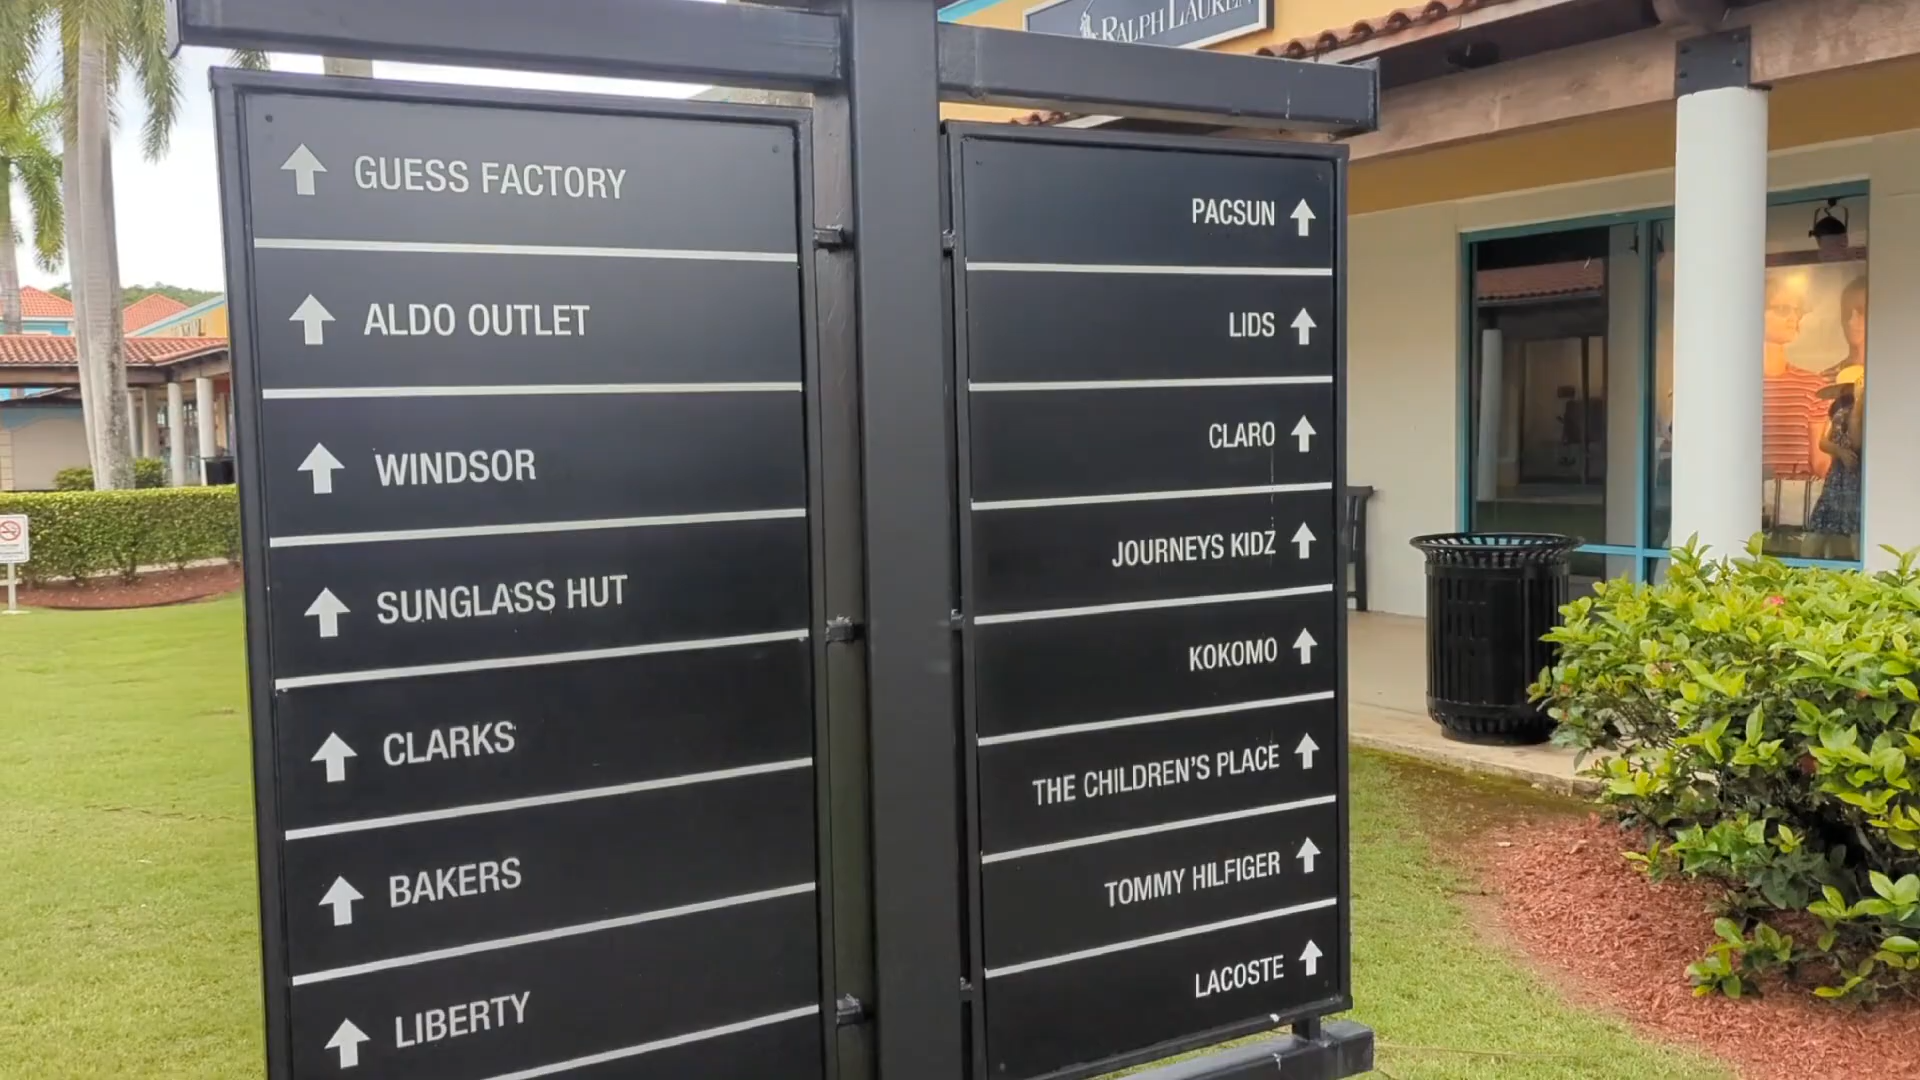 RALPH LAUREN
GUESS FACTORY
ALDO OUTLET
WINDSOR
SUNGLASS HUT
CLARKS
BAKERS
LIBERTY
PACSUN
LIDS
CLARO
JOURNEYS KIDZ
KOKOMO
THE CHILDREN'S PLACE
TOMMY HILFIGER
LACOSTE